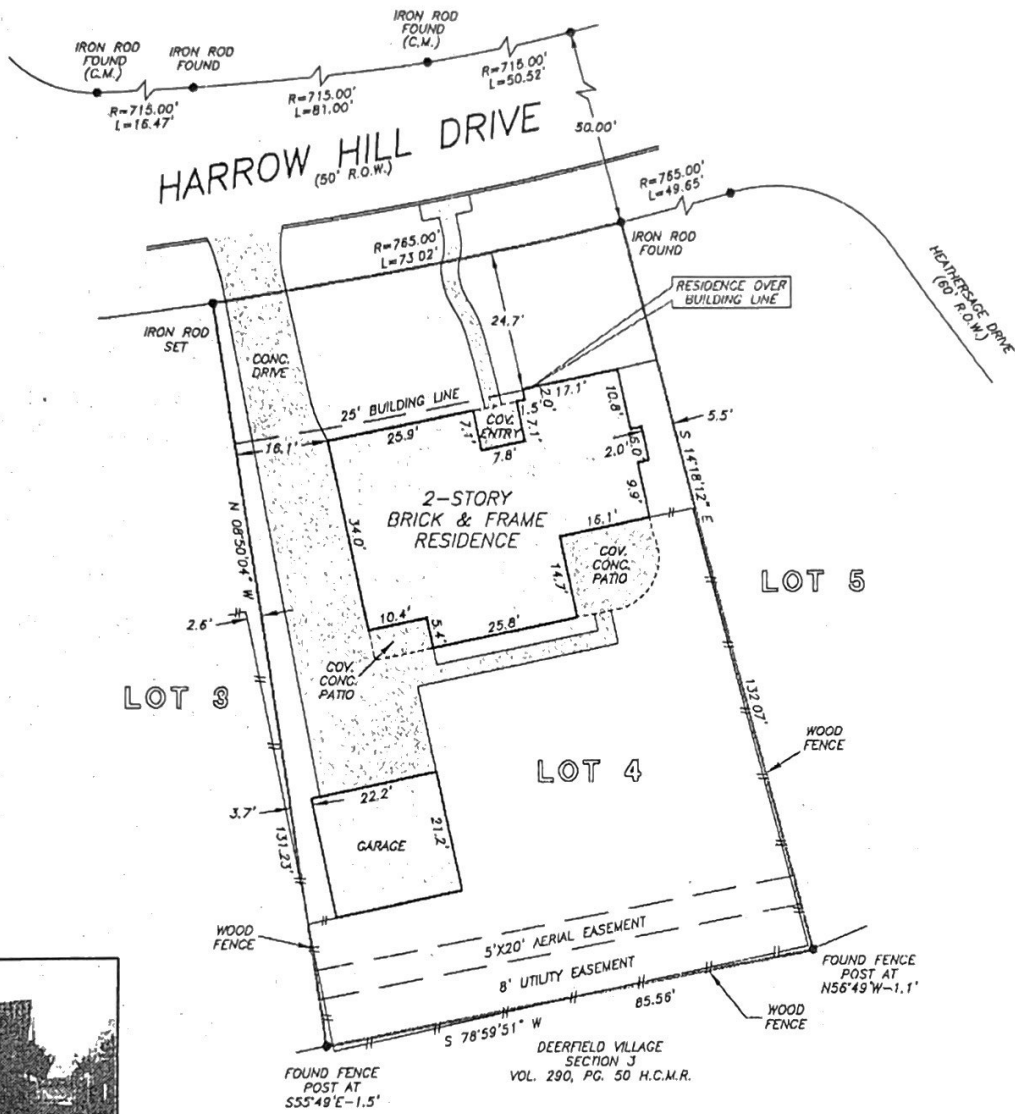 IRON ROD
FOUND
(C.M.)
IRON ROD
FOUND
IRON ROD
FOUND
(C.M.)
R=715.00'
L=16.47'
R=715.00'
L=81.00'
R=715.00'
L=50.52'
50.00'
HARROW HILL DRIVE
(50' R.O.W.)
R=765.00'
L=49.65'
R=765.00'
L=73.02'
IRON ROD
FOUND
HEATHERSAGE DRIVE
(60' R.O.W.)
RESIDENCE OVER
BUILDING LINE
IRON ROD
SET
24.7'
CONC.
DRIVE
25' BUILDING LINE
16.1'
25.9'
7.1'
COV.
ENTRY
.5'
7.1'
7.8'
2.0'
17.1'
10.8'
5.5'
2.0'
5.0'
9.9'
S 14°18'12" E
N 08°50'04" W
34.0'
2-STORY
BRICK & FRAME
RESIDENCE
16.1'
COV.
CONC.
PATIO
14.7'
LOT 5
2.6'
10.4'
5.4'
25.8'
COV.
CONC.
PATIO
LOT 3
132.07'
WOOD
FENCE
LOT 4
3.7'
22.2'
131.23'
GARAGE
21.2'
WOOD
FENCE
5'X20' AERIAL EASEMENT
8' UTILITY EASEMENT
FOUND FENCE
POST AT
N56°49'W-1.1'
85.56'
WOOD
FENCE
S 78°59'51" W
DEERFIELD VILLAGE
SECTION 3
VOL. 290, PG. 50 H.C.M.R.
FOUND FENCE
POST AT
S55°49'E-1.5'